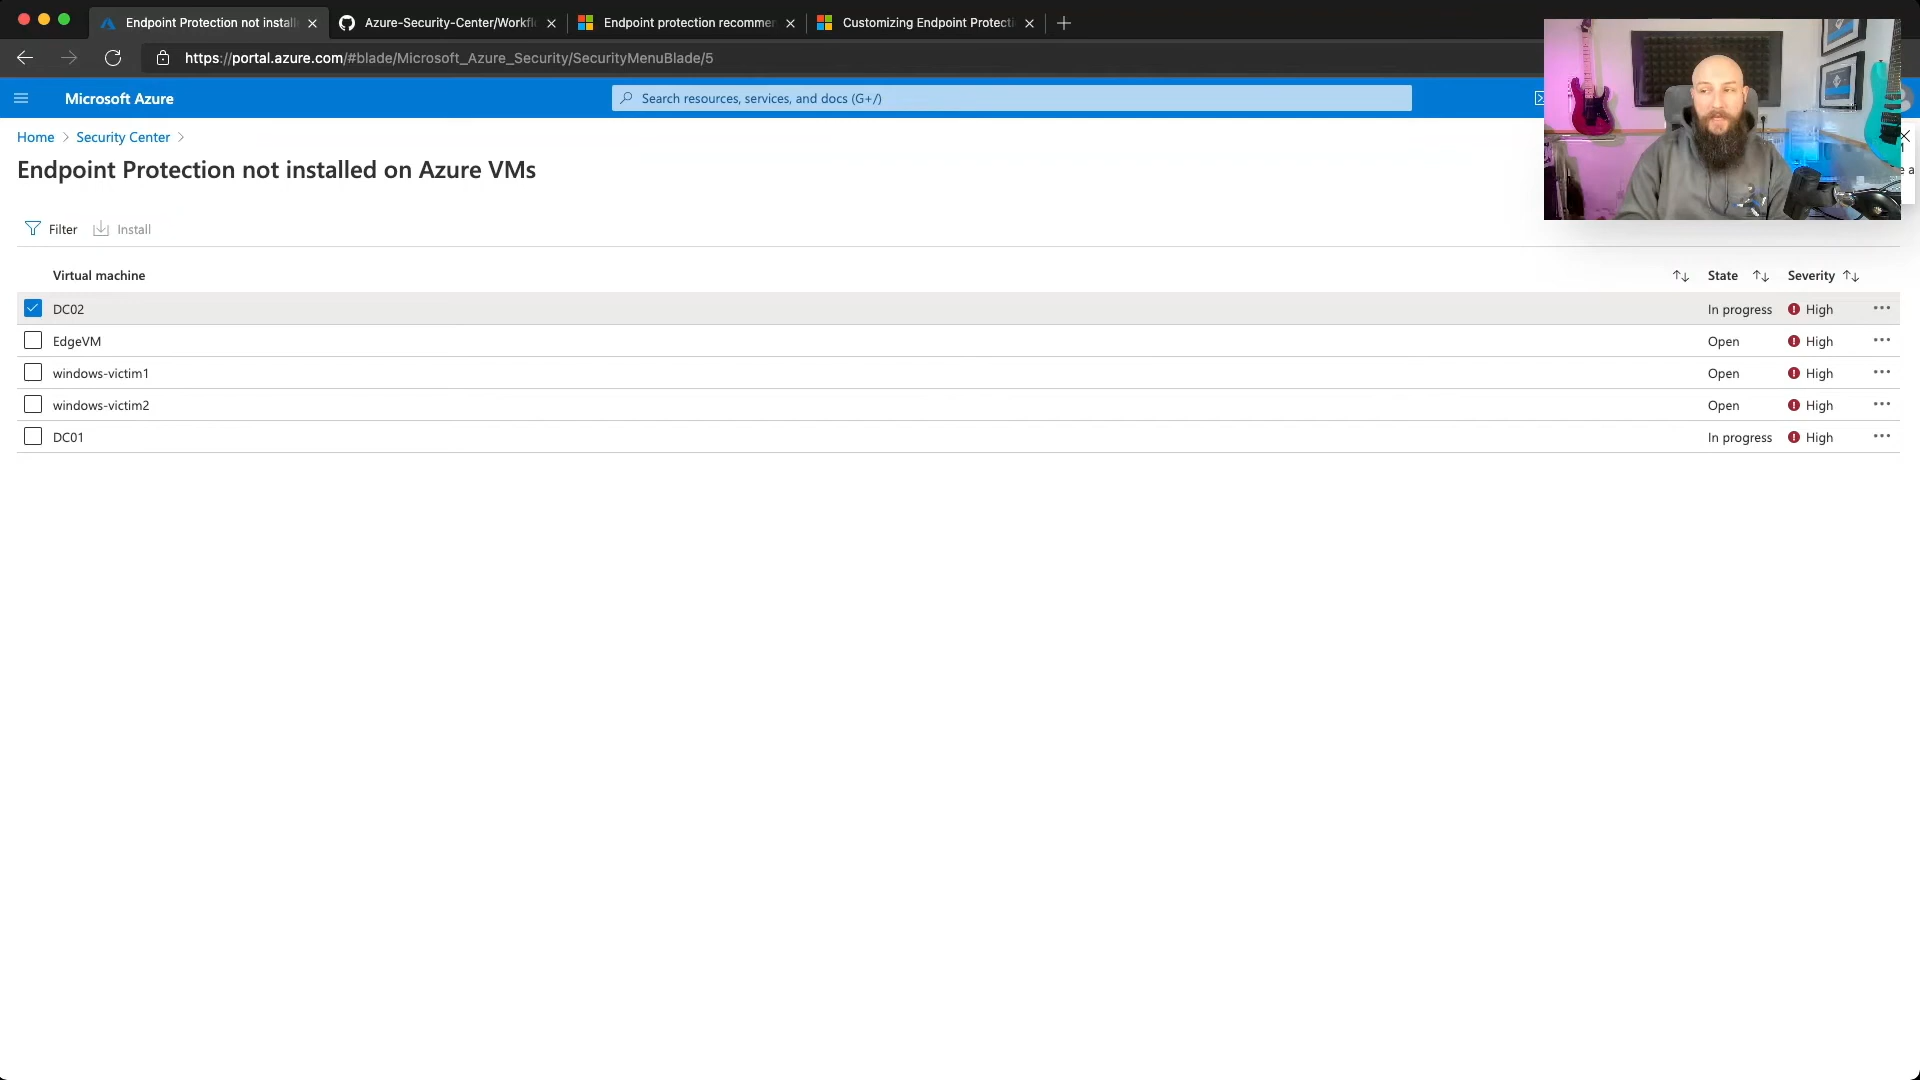 Endpoint Protection not install
Azure-Security-Center/Workfl
Endpoint protection recommen
Customizing Endpoint Protecti
https://portal.azure.com/#blade/Microsoft_Azure_Security/SecurityMenuBlade/5
Microsoft Azure
Search resources, services, and docs (G+/)
Home > Security Center >
Endpoint Protection not installed on Azure VMs
Filter Install
Virtual machine State Severity
DC02 In progress High
EdgeVM Open High
windows-victim1 Open High
windows-victim2 Open High
DC01 In progress High